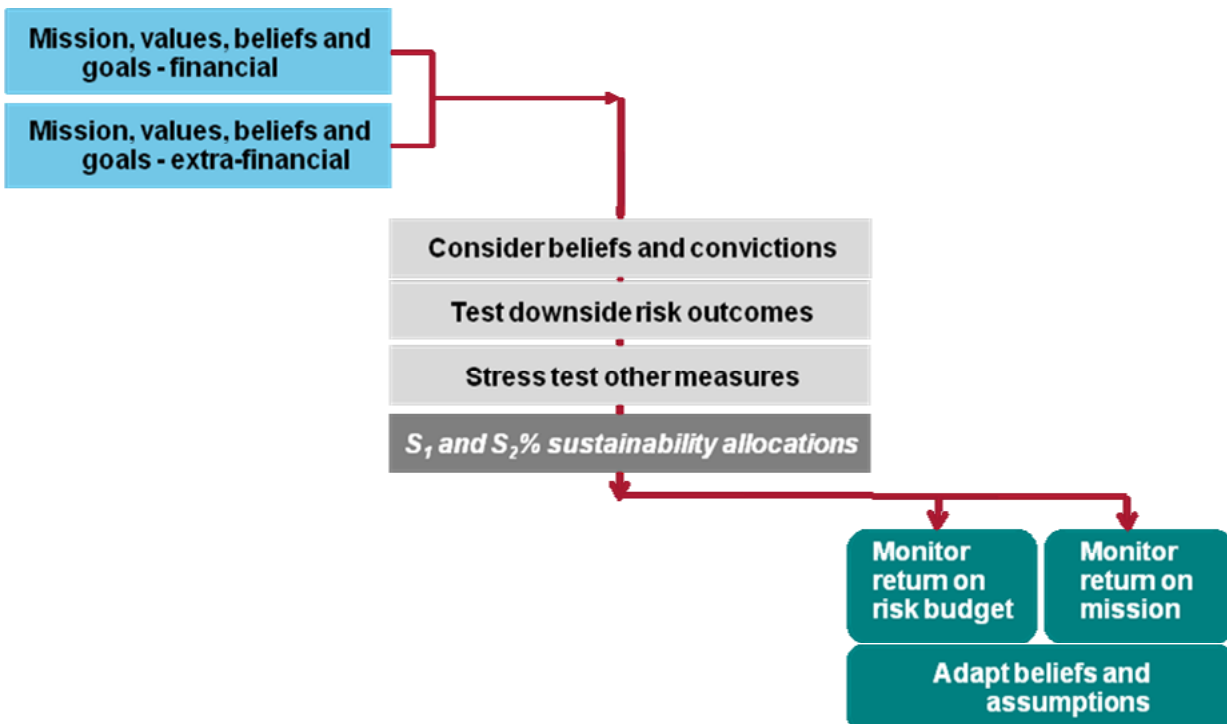 Mission, values, beliefs and
goals - financial
Mission, values, beliefs and
goals - extra-financial
Consider beliefs and convictions
Test downside risk outcomes
Stress test other measures
S₁ and S₂% sustainability allocations
Monitor
return on
risk budget
Monitor
return on
mission
Adapt beliefs and
assumptions